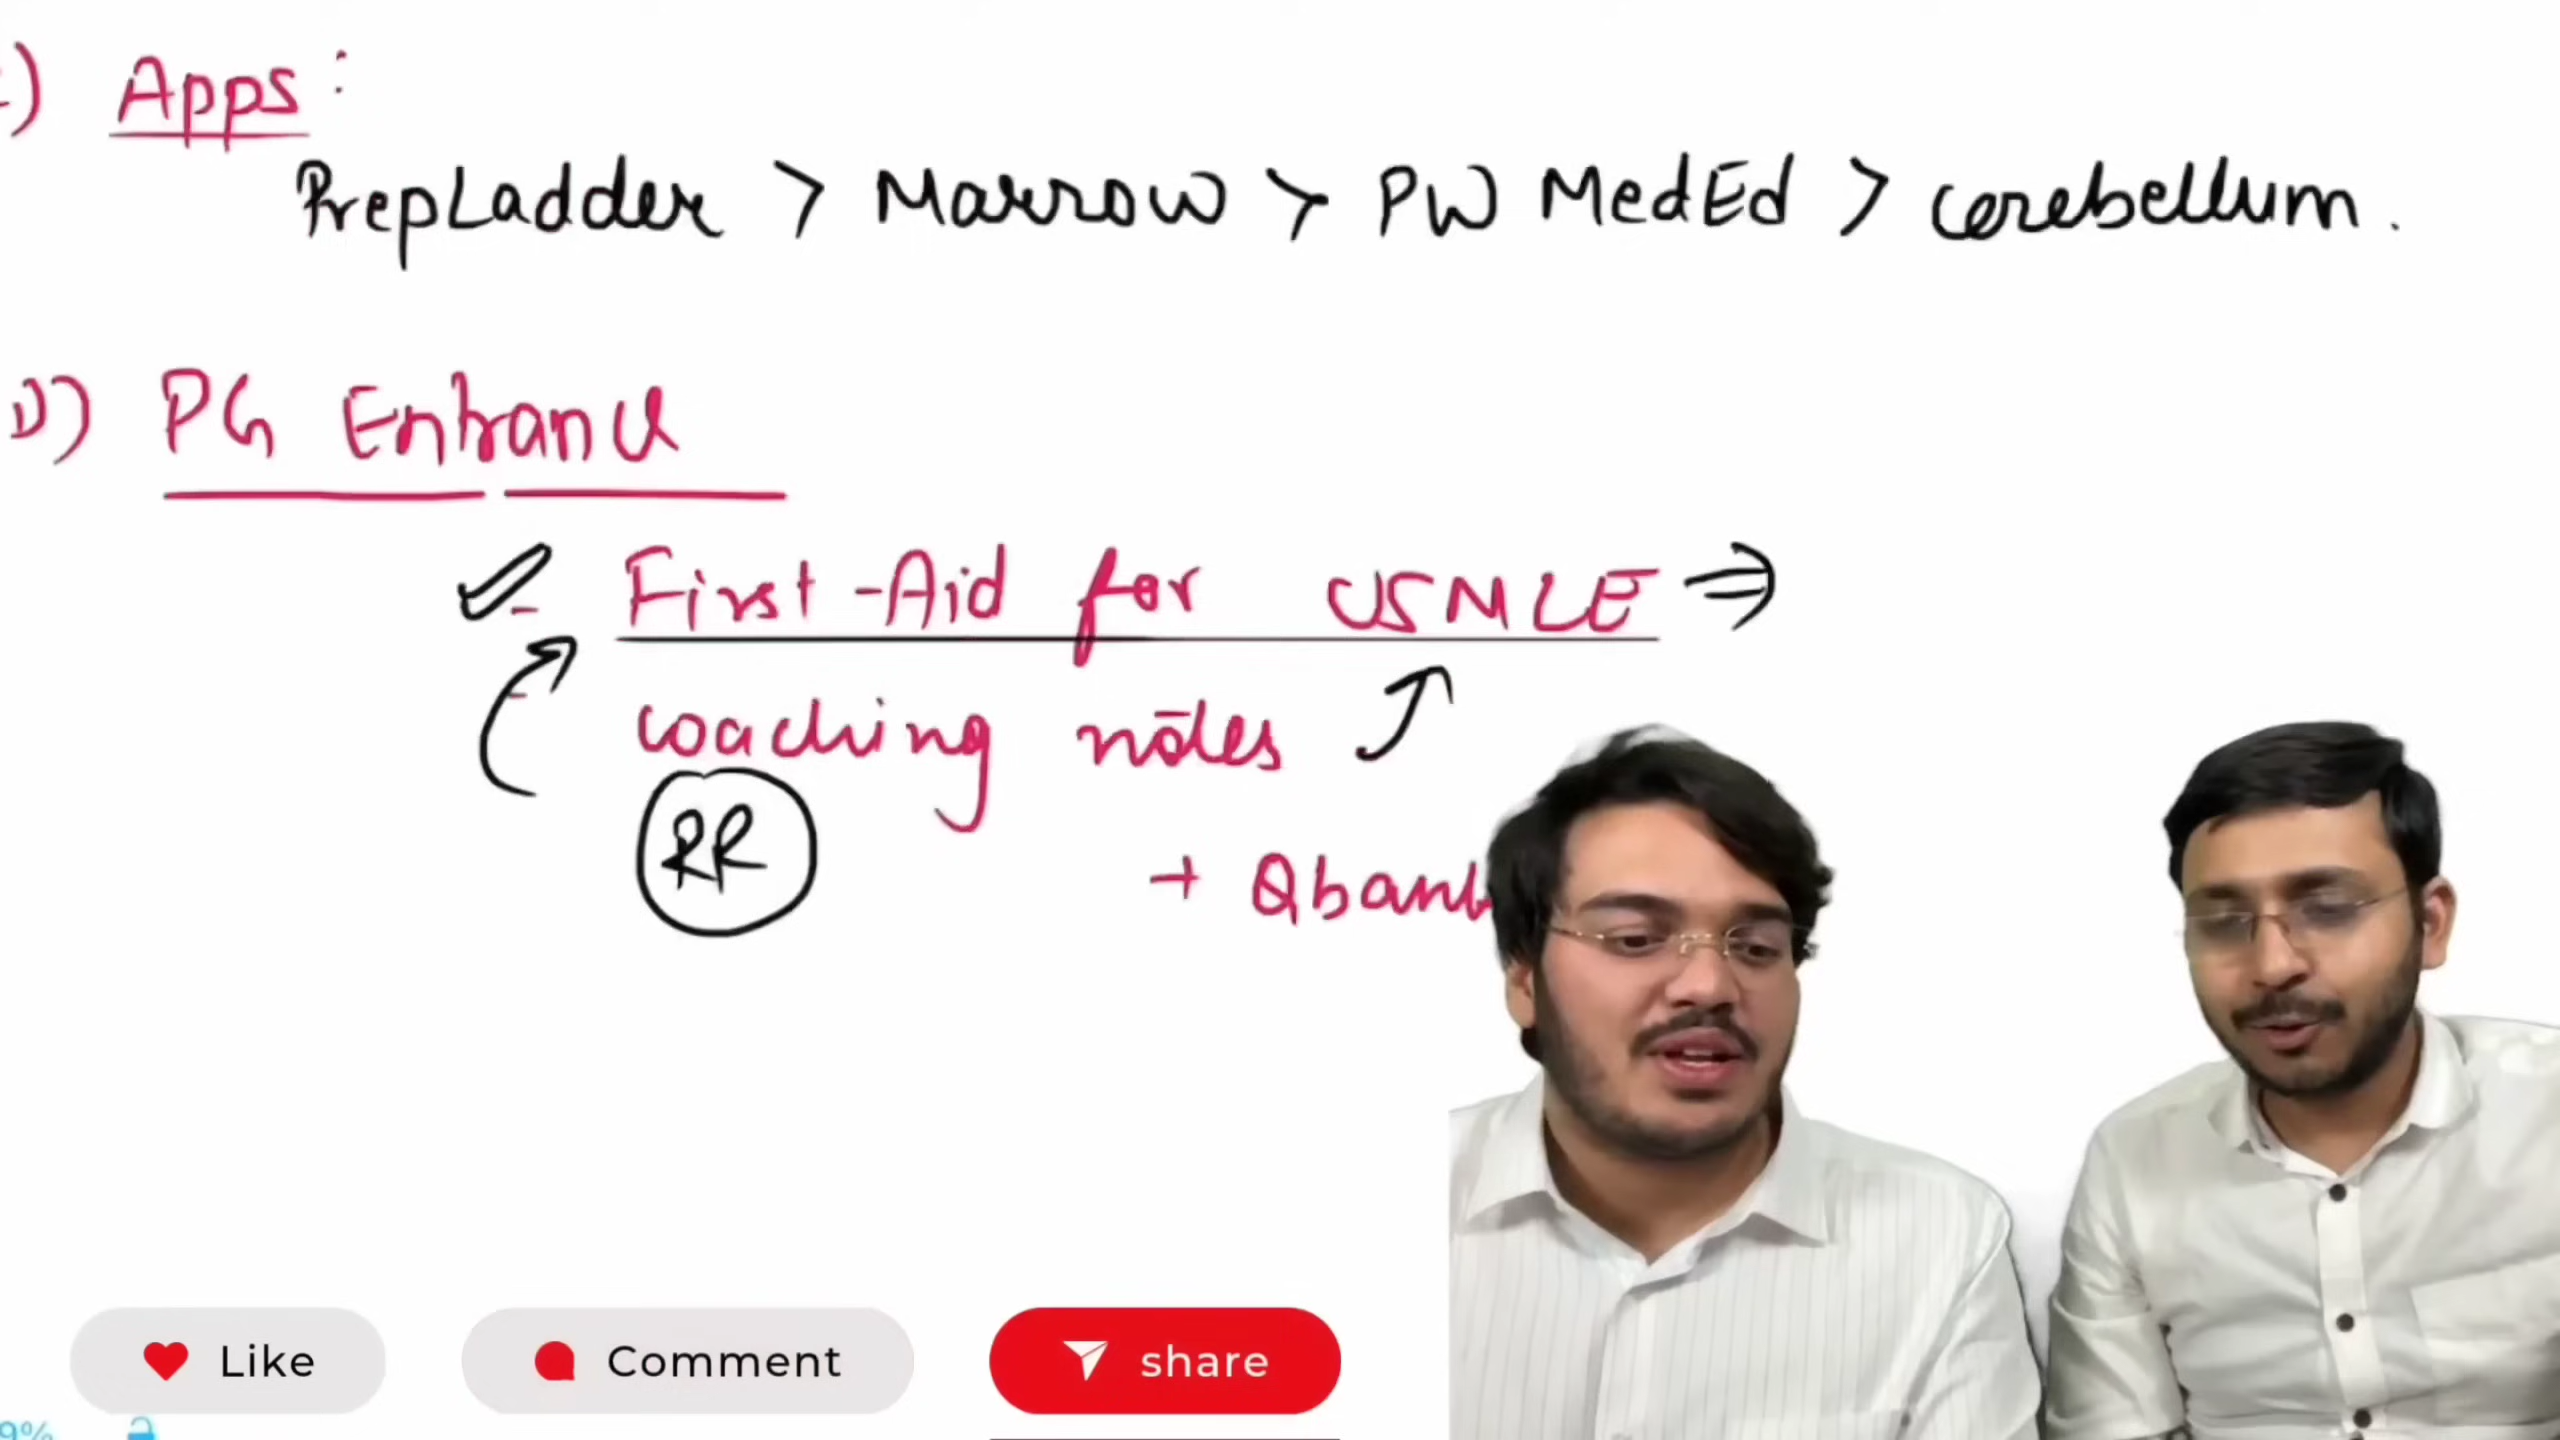 ) Apps :
PrepLadder > Marrow > PW MedEd > Cerebellum .
D) PG Entrance
- First-Aid for USMLE ⇒
- coaching notes
RR
+ Qbank
Like
Comment
share
9%